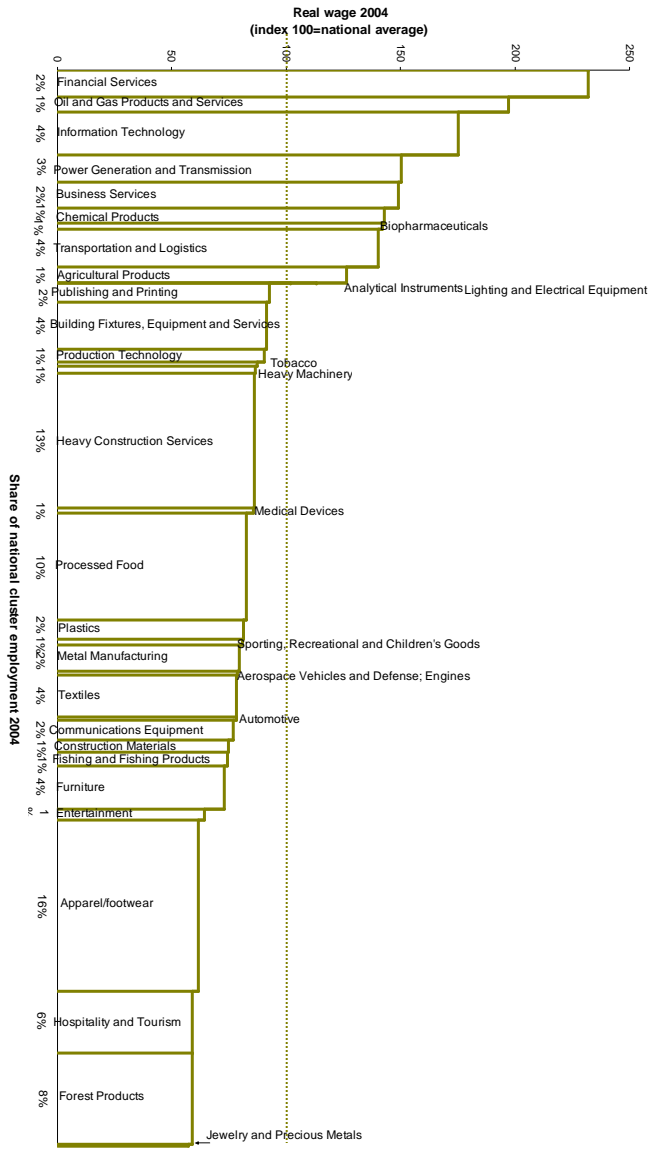 Real wage 2004
(index 100=national average)
0
50
100
150
200
250
2%
Financial Services
1%
Oil and Gas Products and Services
4%
Information Technology
3%
Power Generation and Transmission
2%
Business Services
1%
Chemical Products
1%
Biopharmaceuticals
4%
Transportation and Logistics
1%
Agricultural Products
Analytical Instruments
Lighting and Electrical Equipment
2%
Publishing and Printing
4%
Building Fixtures, Equipment and Services
1%
Production Technology
Tobacco
1%
Heavy Machinery
13%
Heavy Construction Services
1%
Medical Devices
10%
Processed Food
2%
Plastics
1%
Sporting, Recreational and Children's Goods
2%
Metal Manufacturing
Aerospace Vehicles and Defense; Engines
4%
Textiles
Automotive
2%
Communications Equipment
1%
Construction Materials
1%
Fishing and Fishing Products
4%
Furniture
1
%
Entertainment
16%
Apparel/footwear
6%
Hospitality and Tourism
8%
Forest Products
Jewelry and Precious Metals
Share of national cluster employment 2004